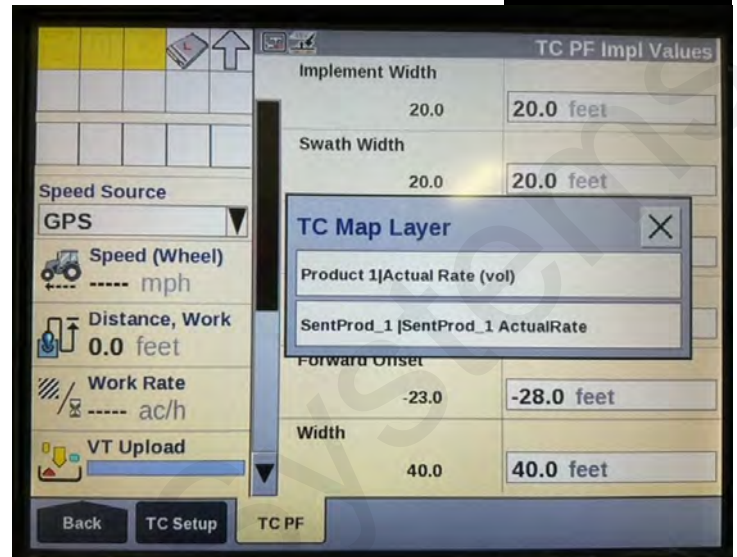 L
TC PF Impl Values
Implement Width
20.0
20.0 feet
Swath Width
20.0
20.0 feet
Speed Source
GPS
TC Map Layer
Product 1|Actual Rate (vol)
SentProd_1 |SentProd_1 ActualRate
Speed (Wheel)
----- mph
Distance, Work
0.0 feet
Work Rate
----- ac/h
VT Upload
Forward Offset
-23.0
-28.0 feet
Width
40.0
40.0 feet
Back
TC Setup
TC PF
systems